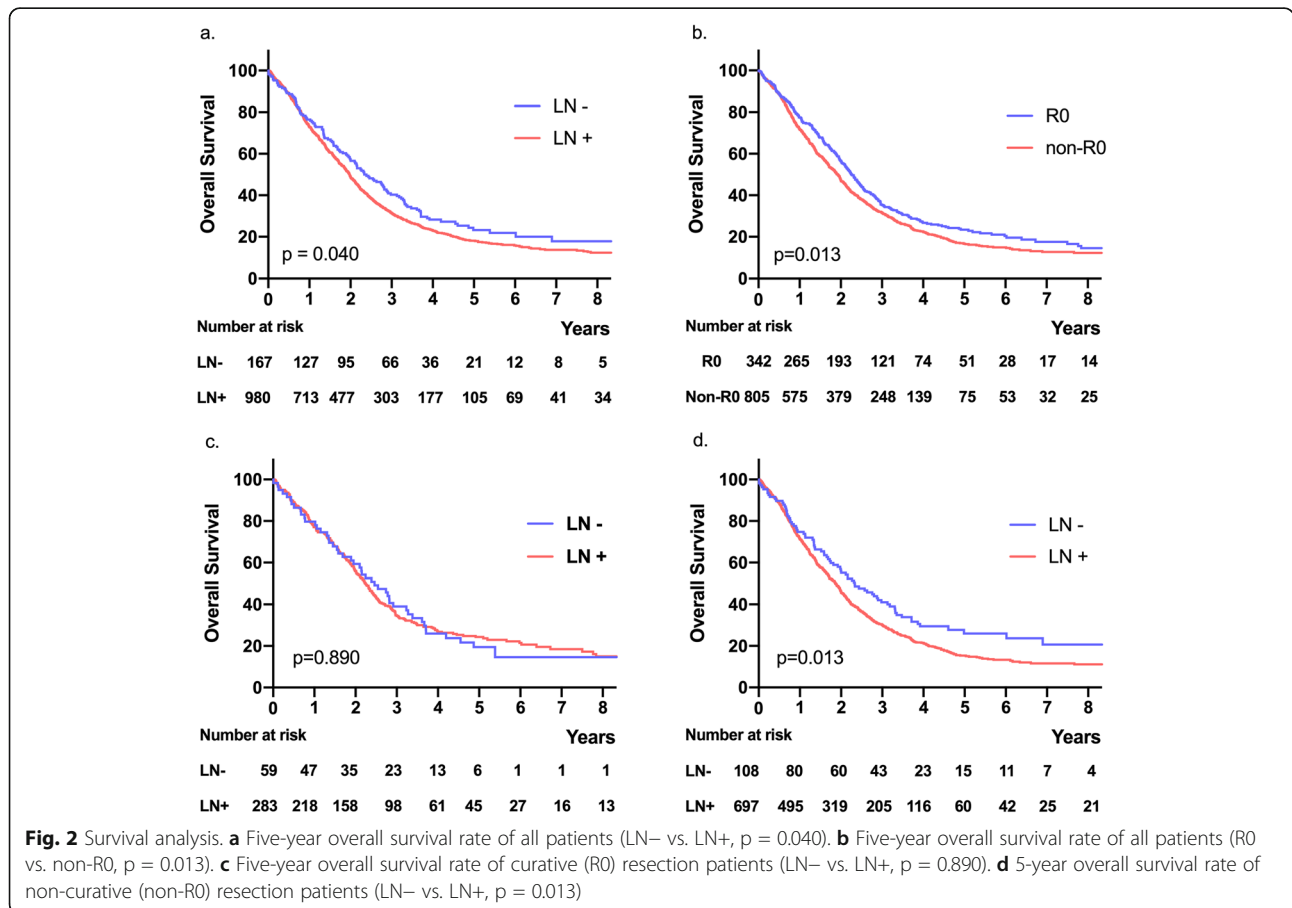 a.
Overall Survival
100
80
60
40
20
0
LN -
LN +
p = 0.040
0 1 2 3 4 5 6 7 8
Number at risk Years
LN- 167 127 95 66 36 21 12 8 5
LN+ 980 713 477 303 177 105 69 41 34
b.
Overall Survival
100
80
60
40
20
0
R0
non-R0
p=0.013
0 1 2 3 4 5 6 7 8
Number at risk Years
R0 342 265 193 121 74 51 28 17 14
Non-R0 805 575 379 248 139 75 53 32 25
c.
Overall Survival
100
80
60
40
20
0
LN -
LN +
p=0.890
0 1 2 3 4 5 6 7 8
Number at risk Years
LN- 59 47 35 23 13 6 1 1 1
LN+ 283 218 158 98 61 45 27 16 13
d.
Overall Survival
100
80
60
40
20
0
LN -
LN +
p=0.013
0 1 2 3 4 5 6 7 8
Number at risk Years
LN- 108 80 60 43 23 15 11 7 4
LN+ 697 495 319 205 116 60 42 25 21
Fig. 2 Survival analysis. a Five-year overall survival rate of all patients (LN− vs. LN+, p = 0.040). b Five-year overall survival rate of all patients (R0
vs. non-R0, p = 0.013). c Five-year overall survival rate of curative (R0) resection patients (LN− vs. LN+, p = 0.890). d 5-year overall survival rate of
non-curative (non-R0) resection patients (LN− vs. LN+, p = 0.013)